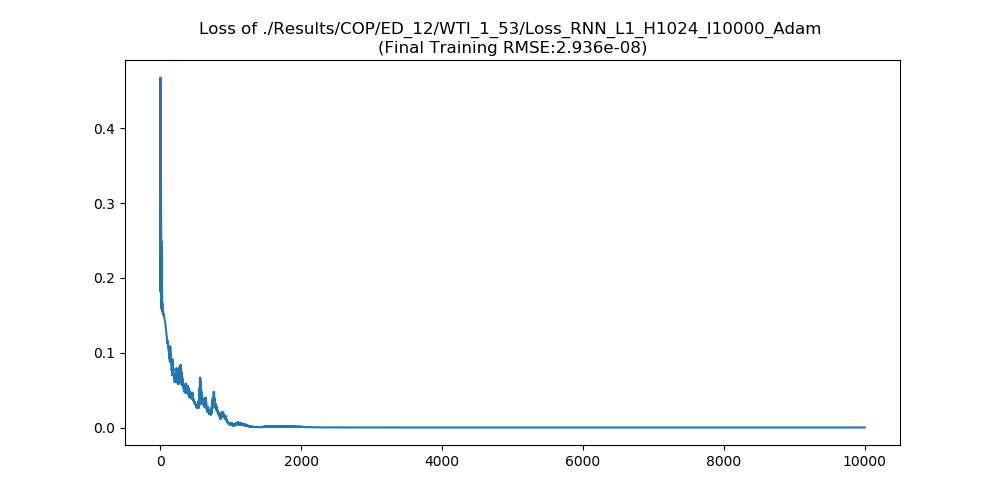 Loss of ./Results/COP/ED_12/WTI_1_53/Loss_RNN_L1_H1024_I10000_Adam
(Final Training RMSE:2.936e-08)
0.4
0.3
0.2
0.1
0.0
0 2000 4000 6000 8000 10000